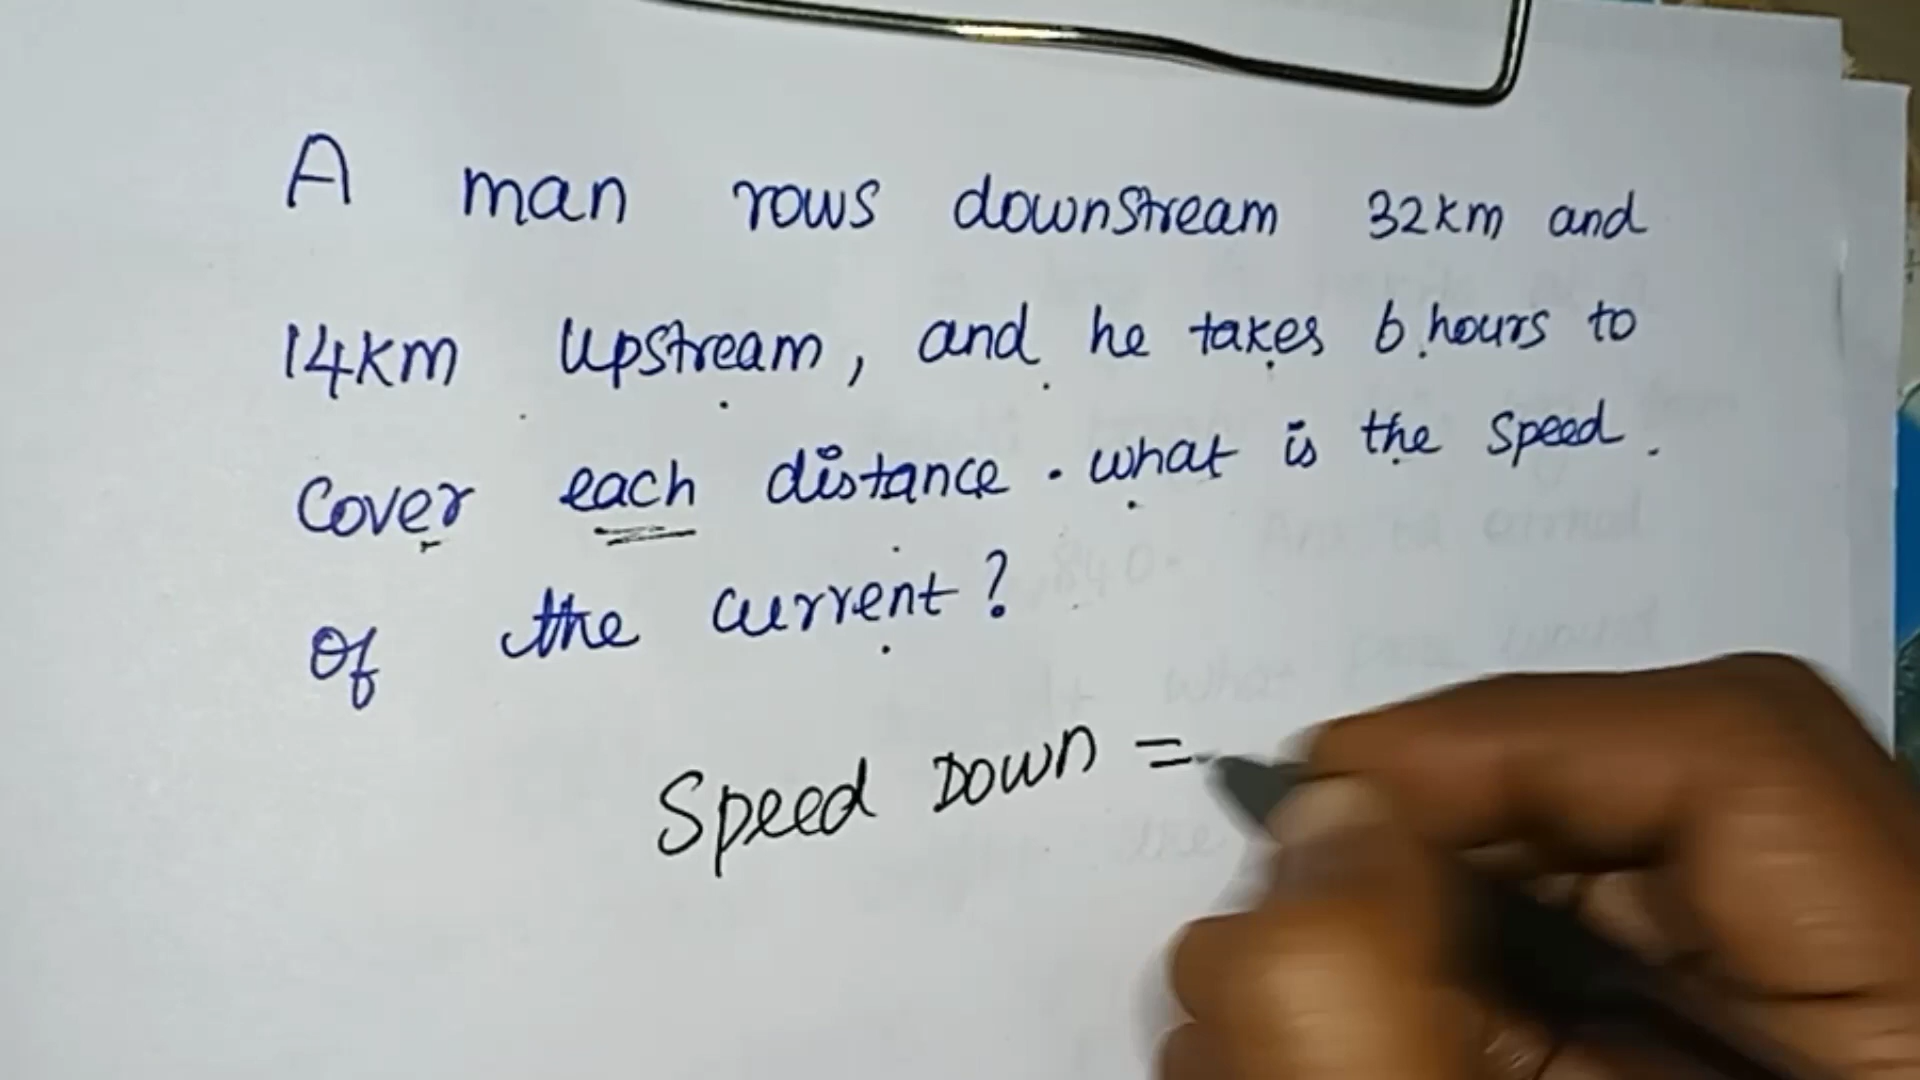 A man rows downstream 32km and
14km Upstream, and he takes 6 hours to
Cover each distance. what is the speed
of the current?
Speed Down =